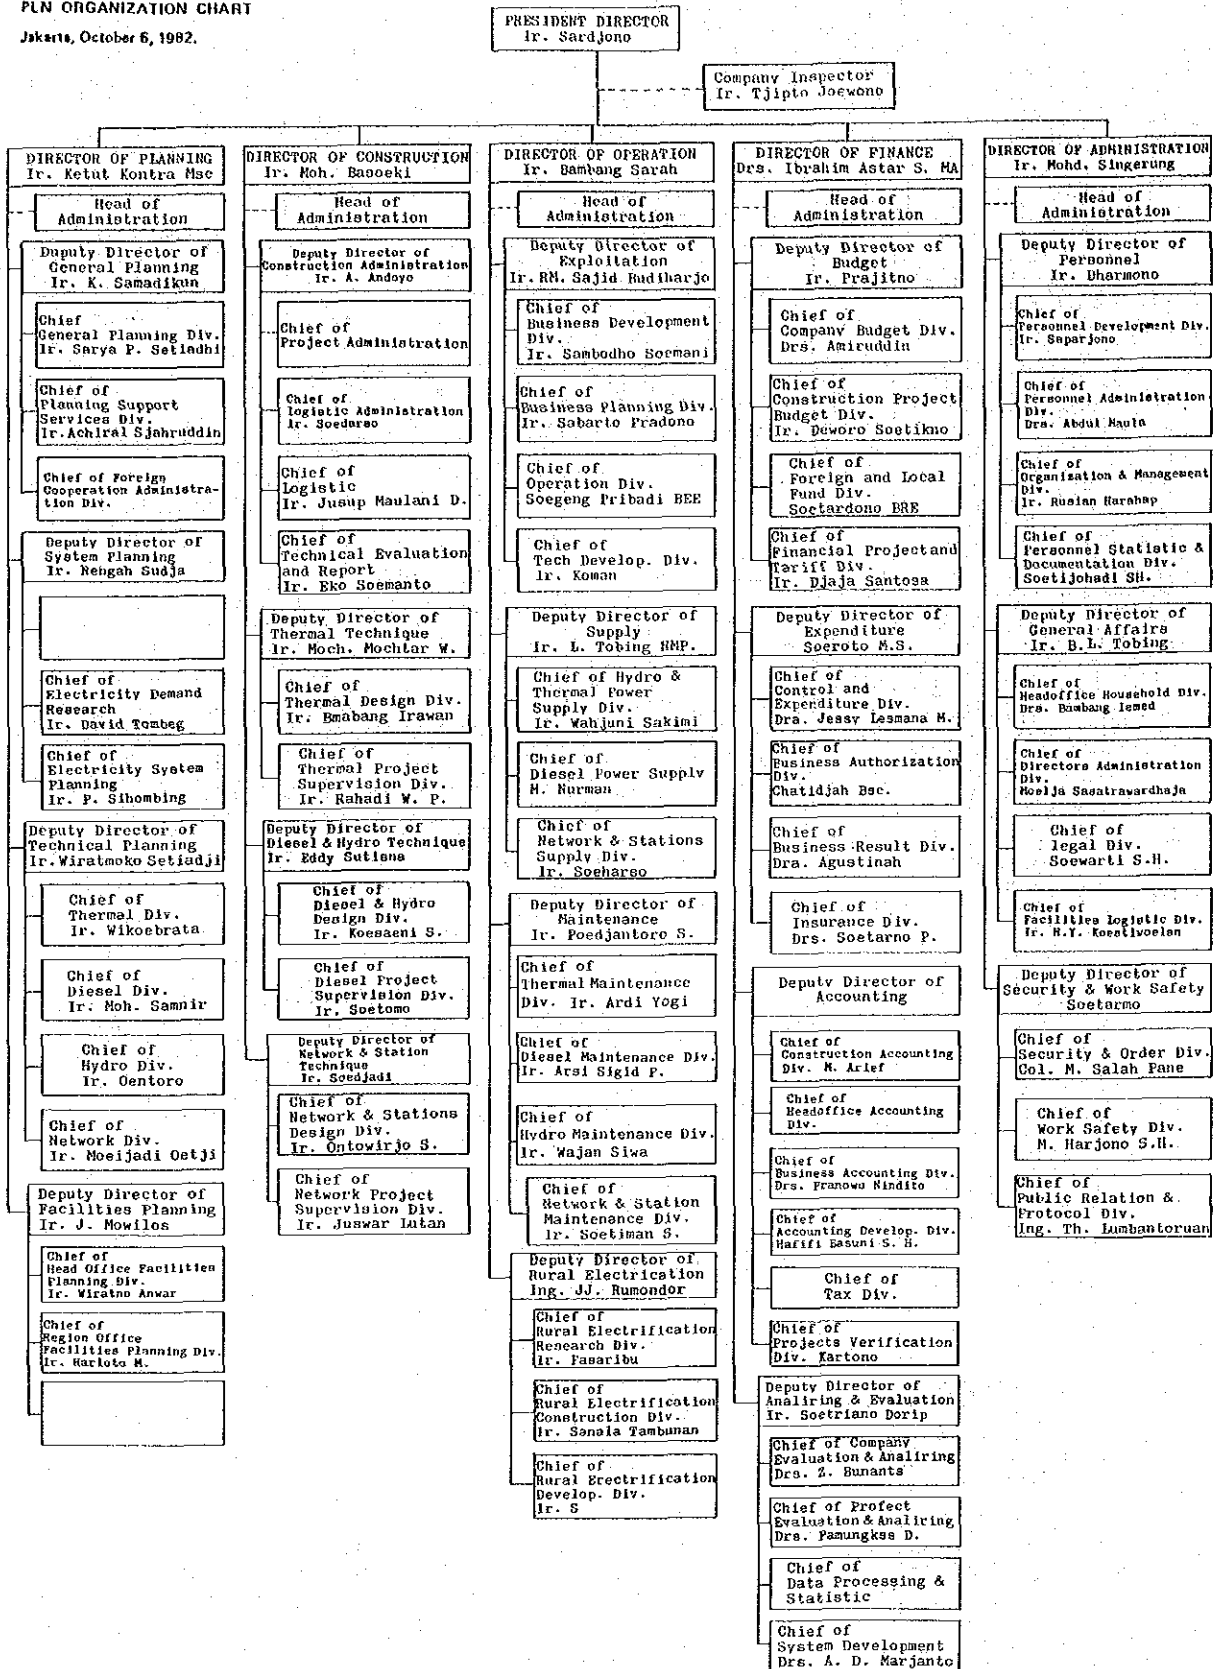 PLN ORGANIZATION CHART
Jakarta, October 6, 1982.
PRESIDENT DIRECTOR
Ir. Sardjono
Company Inspector
Ir. Tjipto Joewono
DIRECTOR OF PLANNING
Ir. Ketut Kontra Msc
Head of
Administration
Duputy Director of
General Planning
Ir. K. Samadikun
Chief
General Planning Div.
Ir. Sarya P. Setiadhi
Chief of
Planning Support
Services Div.
Ir.Achiral Sjahruddin
Chief of Foreign
Cooperation Administra-
tion Div.
Deputy Director of
System Planning
Ir. Nengah Sudja
Chief of
Electricity Demand
Research
Ir. David Tombeg
Chief of
Electricity System
Planning
Ir. P. Sihombing
Deputy Director of
Technical Planning
Ir.Wiratmoko Setiadji
Chief of
Thermal Div.
Ir. Wikoebrata
Chief of
Diesel Div.
Ir. Moh. Samnir
Chief of
Hydro Div.
Ir. Oentoro
Chief of
Network Div.
Ir. Moeijadi Oetji
Deputy Director of
Facilities Planning
Ir. J. Mowilos
Chief of
Head Office Facilities
Planning Div.
Ir. Wiratno Anwar
Chief of
Region Office
Facilities Planning Div.
Ir. Harloto M.
DIRECTOR OF CONSTRUCTION
Ir. Moh. Basoeki
Head of
Administration
Deputy Director of
Construction Administration
Ir. A. Andoyo
Chief of
Project Administration
Chief of
logistic Administration
Ir. Soedarso
Chief of
Logistic
Ir. Jusup Maulani D.
Chief of
Technical Evaluation
and Report
Ir. Eko Soemanto
Deputy Director of
Thermal Technique
Ir. Moch. Mochtar W.
Chief of
Thermal Design Div.
Ir. Bmabang Irawan
Chief of
Thermal Project
Supervision Div.
Ir. Rahadi W. P.
Deputy Director of
Diesel & Hydro Technique
Ir. Eddy Sutisna
Chief of
Diesel & Hydro
Design Div.
Ir. Koesaeni S.
Chief of
Diesel Project
Supervision Div.
Ir. Soetomo
Deputy Director of
Network & Station
Technique
Ir. Soedjadi
Chief of
Network & Stations
Design Div.
Ir. Ontowirjo S.
Chief of
Network Project
Supervision Div.
Ir. Juswar Lutan
DIRECTOR OF OPERATION
Ir. Bambang Sarah
Head of
Administration
Deputy Director of
Exploitation
Ir. RM. Sajid Budiharjo
Chief of
Business Development
Div.
Ir. Sambodho Soemani
Chief of
Business Planning Div.
Ir. Sabarto Pradono
Chief of
Operation Div.
Soegeng Pribadi BEE
Chief of
Tech Develop. Div.
Ir. Koman
Deputy Director of
Supply
Ir. L. Tobing HMP.
Chief of Hydro &
Thermal Power
Supply Div.
Ir. Wahjuni Sakimi
Chief of
Diesel Power Supply
M. Nurman
Chief of
Network & Stations
Supply Div.
Ir. Soeharso
Deputy Director of
Maintenance
Ir. Poedjantoro S.
Chief of
Thermal Maintenance
Div. Ir. Ardi Yogi
Chief of
Diesel Maintenance Div.
Ir. Arsi Sigid P.
Chief of
Hydro Maintenance Div.
Ir. Wajan Siwa
Chief of
Network & Station
Maintenance Div.
Ir. Soetiman S.
Deputy Director of
Rural Electrication
Ing. JJ. Rumondor
Chief of
Rural Electrification
Research Div.
Ir. Fasaribu
Chief of
Rural Electrification
Construction Div.
Ir. Sanala Tambunan
Chief of
Rural Erectrification
Develop. Div.
Ir. S
DIRECTOR OF FINANCE
Drs. Ibrahim Astar S. MA
Head of
Administration
Deputy Director of
Budget
Ir. Prajitno
Chief of
Company Budget Div.
Drs. Amiruddin
Chief of
Construction Project
Budget Div.
Ir. Deworo Soetikno
Chief of
Foreign and Local
Fund Div.
Soetardono BRE
Chief of
Financial Project and
Tariff Div.
Ir. Djaja Santosa
Deputy Director of
Expenditure
Soeroto M.S.
Chief of
Control and
Expenditure Div.
Dra. Jessy Lesmana M.
Chief of
Business Authorization
Div.
Chatidjah Bsc.
Chief of
Business Result Div.
Dra. Agustinah
Chief of
Insurance Div.
Drs. Soetarno P.
Deputy Director of
Accounting
Chief of
Construction Accounting
Div. M. Arief
Chief of
Headoffice Accounting
Div.
Chief of
Business Accounting Div.
Drs. Pranowo Nindito
Chief of
Accounting Develop. Div.
Hafifi Basuni S. H.
Chief of
Tax Div.
Chief of
Projects Verification
Div. Kartono
Deputy Director of
Analiring & Evaluation
Ir. Soetriano Dorip
Chief of Company
Evaluation & Analiring
Drs. Z. Bunants
Chief of Profect
Evaluation & Analiring
Drs. Pamungkas D.
Chief of
Data Processing &
Statistic
Chief of
System Development
Drs. A. D. Marjanto
DIRECTOR OF ADMINISTRATION
Ir. Mohd. Singerung
Head of
Administration
Deputy Director of
Personnel
Ir. Dharmono
Chief of
Personnel Development Div.
Ir. Saparjono
Chief of
Personnel Administration
Div.
Drs. Abdul Maula
Chief of
Organization & Management
Div.
Ir. Ruslan Harahap
Chief of
Personnel Statistic &
Documentation Div.
Soetijohadi SH.
Deputy Director of
General Affairs
Ir. B.L. Tobing
Chief of
Headoffice Household Div.
Drs. Bambang Iemed
Chief of
Directors Administration
Div.
Moelja Sasatrawardhaja
Chief of
legal Div.
Soewarti S.H.
Chief of
Facilities Logistic Div.
Ir. H.Y. Koestivoelan
Deputy Director of
Security & Work Safety
Soetarmo
Chief of
Security & Order Div.
Col. M. Salah Pane
Chief of
Work Safety Div.
M. Harjono S.H.
Chief of
Public Relation &
Protocol Div.
Ing. Th. Lumbantoruan